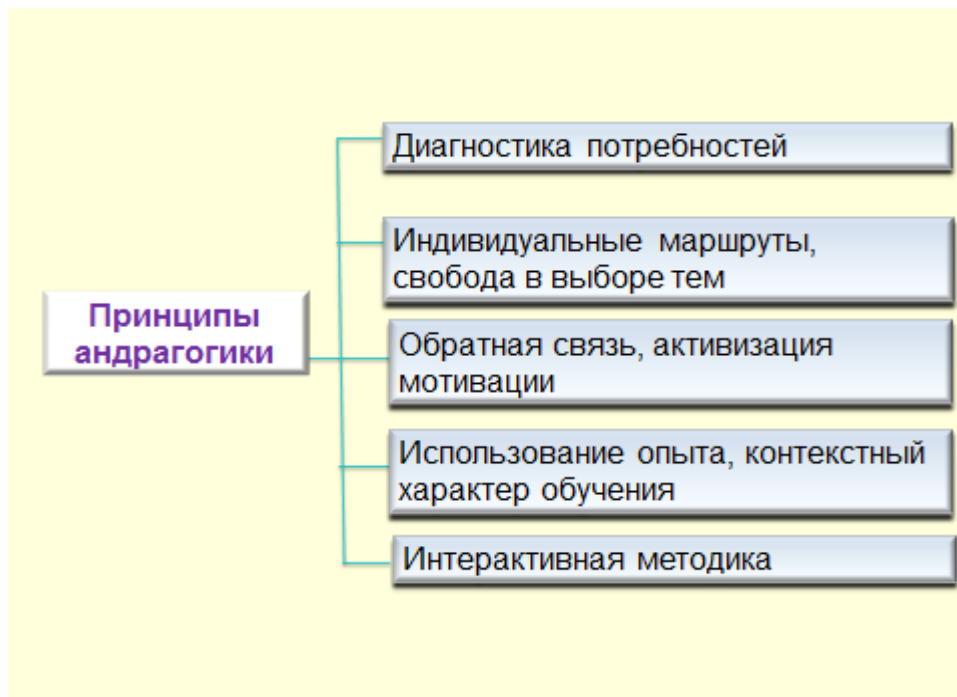 Диагностика потребностей
Индивидуальные маршруты,
свобода в выборе тем
Принципы
андрагогики
Обратная связь, активизация
мотивации
Использование опыта, контекстный
характер обучения
Интерактивная методика